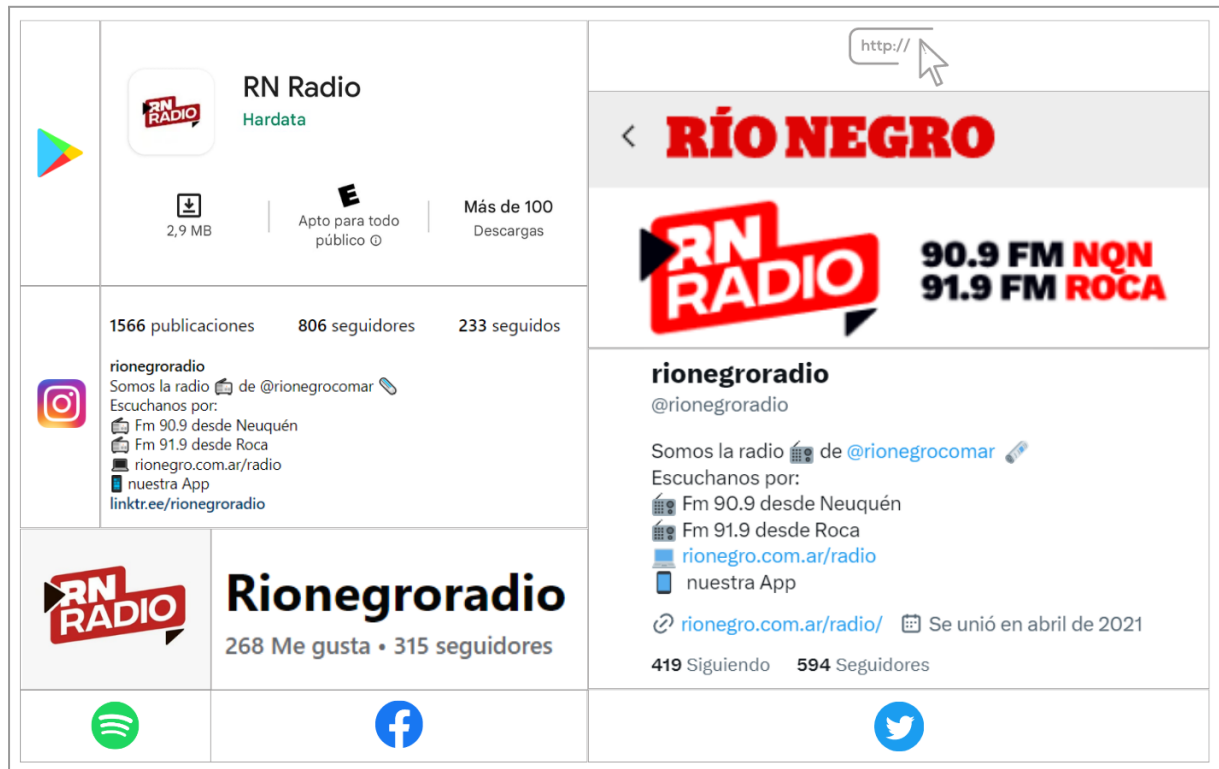 RN Radio
Hardata
RN
RADIO
2,9 MB
E
Apto para todo
público
Más de 100
Descargas
1566 publicaciones 806 seguidores 233 seguidos
rionegroradio
Somos la radio 📻 de @rionegrocomar 🗞️
Escuchanos por:
📻 Fm 90.9 desde Neuquén
📻 Fm 91.9 desde Roca
💻 rionegro.com.ar/radio
📱 nuestra App
linktr.ee/rionegroradio
RN
RADIO
Rionegroradio
268 Me gusta • 315 seguidores
http://
RÍO NEGRO
RN
RADIO
90.9 FM NQN
91.9 FM ROCA
rionegroradio
@rionegroradio
Somos la radio 📻 de @rionegrocomar 🗞️
Escuchanos por:
📻 Fm 90.9 desde Neuquén
📻 Fm 91.9 desde Roca
💻 rionegro.com.ar/radio
📱 nuestra App
rionegro.com.ar/radio/ Se unió en abril de 2021
419 Siguiendo 594 Seguidores